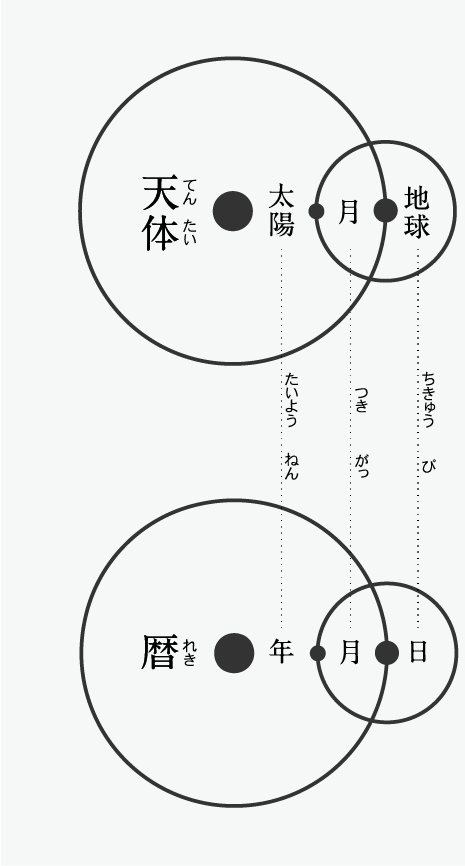 天体
てん たい
太陽
月
地球
たいよう
つき
ちきゅう
ねん
がつ
び
暦
れき
年
月
日